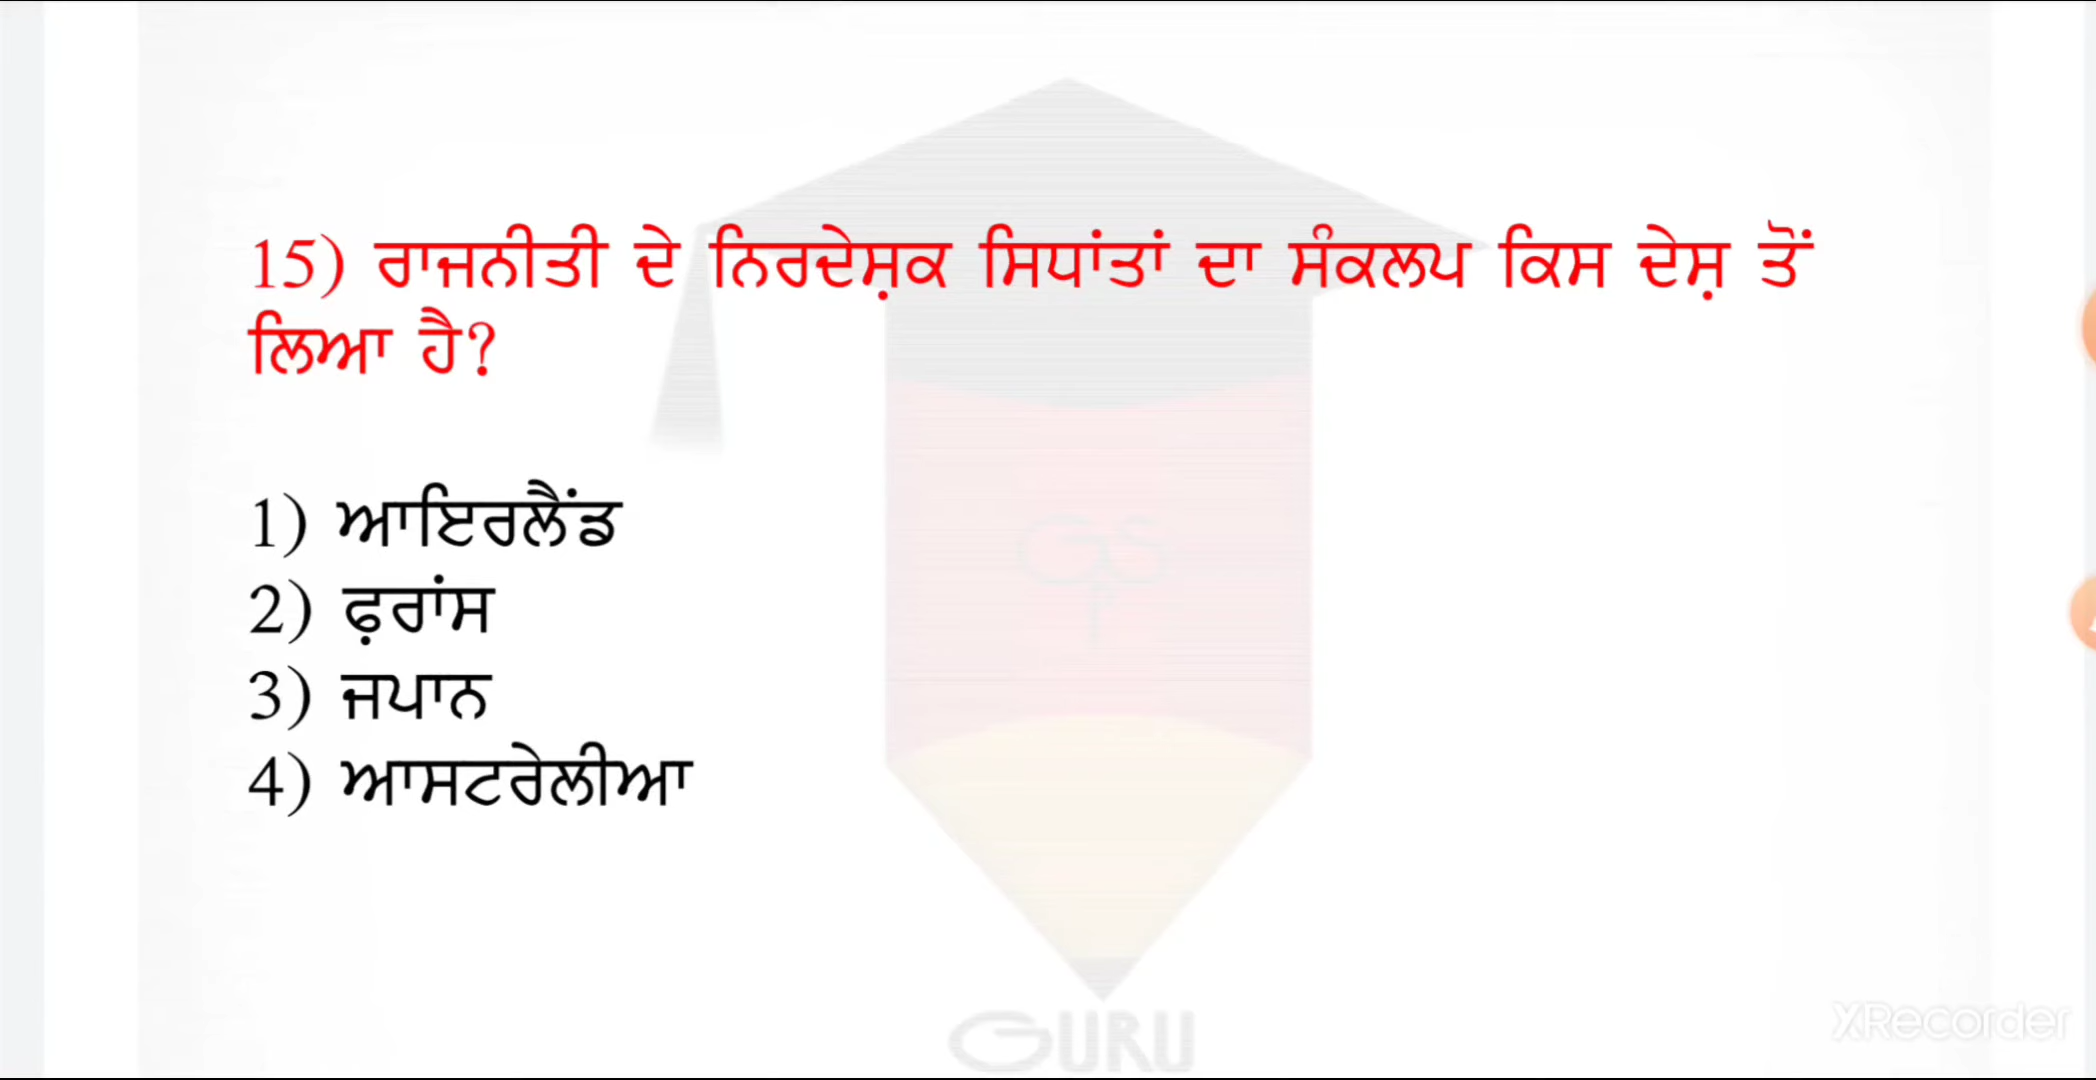 15) ਰਾਜਨੀਤੀ ਦੇ ਨਿਰਦੇਸ਼ਕ ਸਿਧਾਂਤਾਂ ਦਾ ਸੰਕਲਪ ਕਿਸ ਦੇਸ਼ ਤੋਂ
ਲਿਆ ਹੈ?
1) ਆਇਰਲੈਂਡ
2) ਫ਼ਰਾਂਸ
3) ਜਪਾਨ
4) ਆਸਟਰੇਲੀਆ
GURU
XRecorder